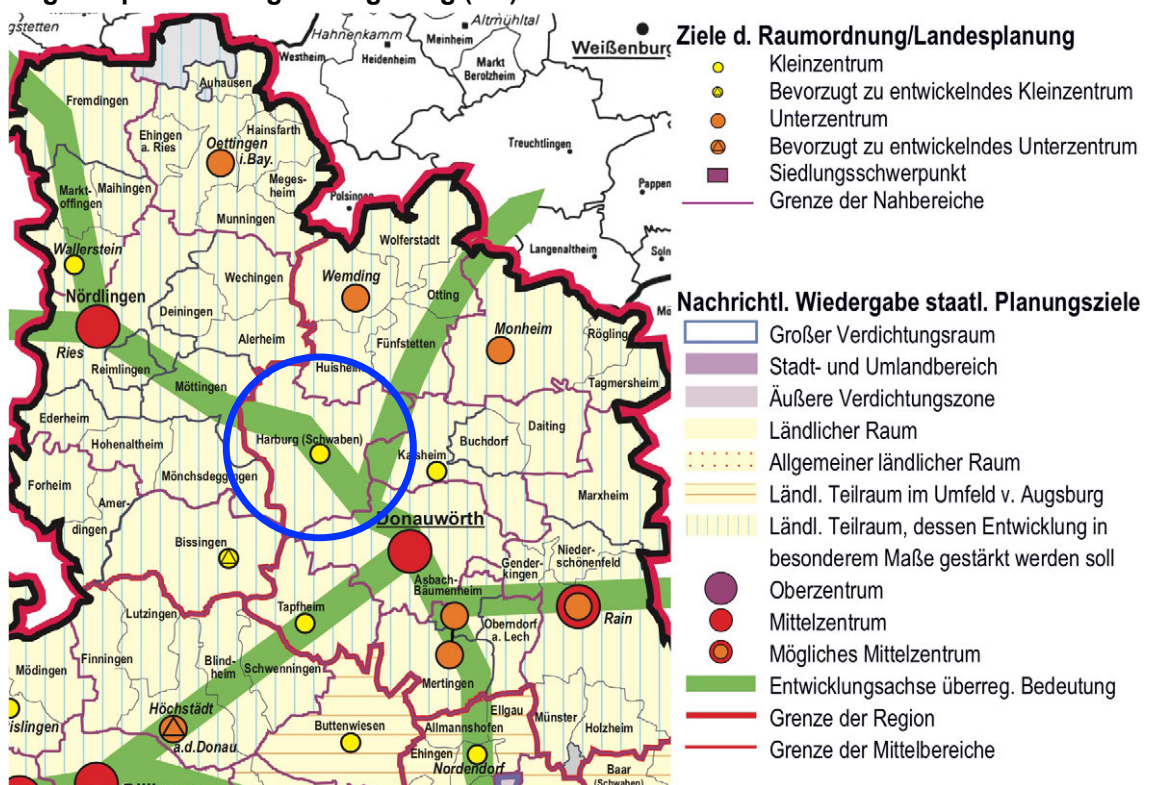 gstetten
Hahnenkamm
Altmühltal
Meinheim
Weißenburg
Westheim
Heidenheim
Markt
Berolzheim
Auhausen
Fremdingen
Ehingen
a. Ries
Hainsfarth
Oettingen
i.Bay.
Treuchtlingen
Markt-
offingen
Maihingen
Meges-
heim
Polsingen
Pappen
Munningen
Wolferstadt
Langenaltheim
Soln
Wallerstein
Wechingen
Wemding
Otting
Nördlingen
Deiningen
Monheim
Rögling
Alerheim
Fünfstetten
Ries
Reimlingen
Huisheim
Möttingen
Tagmersheim
Ederheim
Hohenaltheim
Harburg (Schwaben)
Buchdorf
Daiting
Kaisheim
Mönchsdeggingen
Forheim
Amer-
dingen
Marxheim
Donauwörth
Bissingen
Nieder-
schönenfeld
Gender-
kingen
Asbach-
Bäumenheim
Lutzingen
Tapfheim
Oberndorf
a. Lech
Rain
Finningen
Blind-
heim
Schwenningen
Mödingen
Mertingen
Höchstädt
a.d.Donau
islingen
Buttenwiesen
Ellgau
Allmannshofen
Münster
Holzheim
Ehingen
Nordendorf
Baar
(Schwaben)
Ziele d. Raumordnung/Landesplanung
Kleinzentrum
Bevorzugt zu entwickelndes Kleinzentrum
Unterzentrum
Bevorzugt zu entwickelndes Unterzentrum
Siedlungsschwerpunkt
Grenze der Nahbereiche
Nachrichtl. Wiedergabe staatl. Planungsziele
Großer Verdichtungsraum
Stadt- und Umlandbereich
Äußere Verdichtungszone
Ländlicher Raum
Allgemeiner ländlicher Raum
Ländl. Teilraum im Umfeld v. Augsburg
Ländl. Teilraum, dessen Entwicklung in
besonderem Maße gestärkt werden soll
Oberzentrum
Mittelzentrum
Mögliches Mittelzentrum
Entwicklungsachse überreg. Bedeutung
Grenze der Region
Grenze der Mittelbereiche